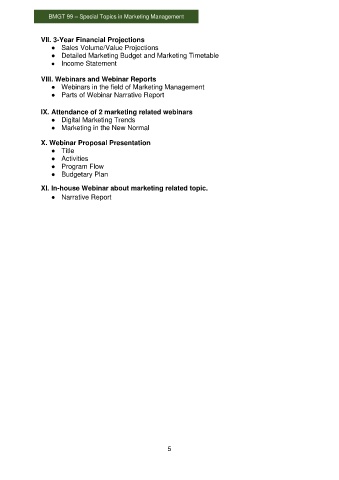 BMGT 99 – Special Topics in Marketing Management
VII. 3-Year Financial Projections
● Sales Volume/Value Projections
● Detailed Marketing Budget and Marketing Timetable
● Income Statement
VIII. Webinars and Webinar Reports
● Webinars in the field of Marketing Management
● Parts of Webinar Narrative Report
IX. Attendance of 2 marketing related webinars
● Digital Marketing Trends
● Marketing in the New Normal
X. Webinar Proposal Presentation
● Title
● Activities
● Program Flow
● Budgetary Plan
XI. In-house Webinar about marketing related topic.
● Narrative Report
5